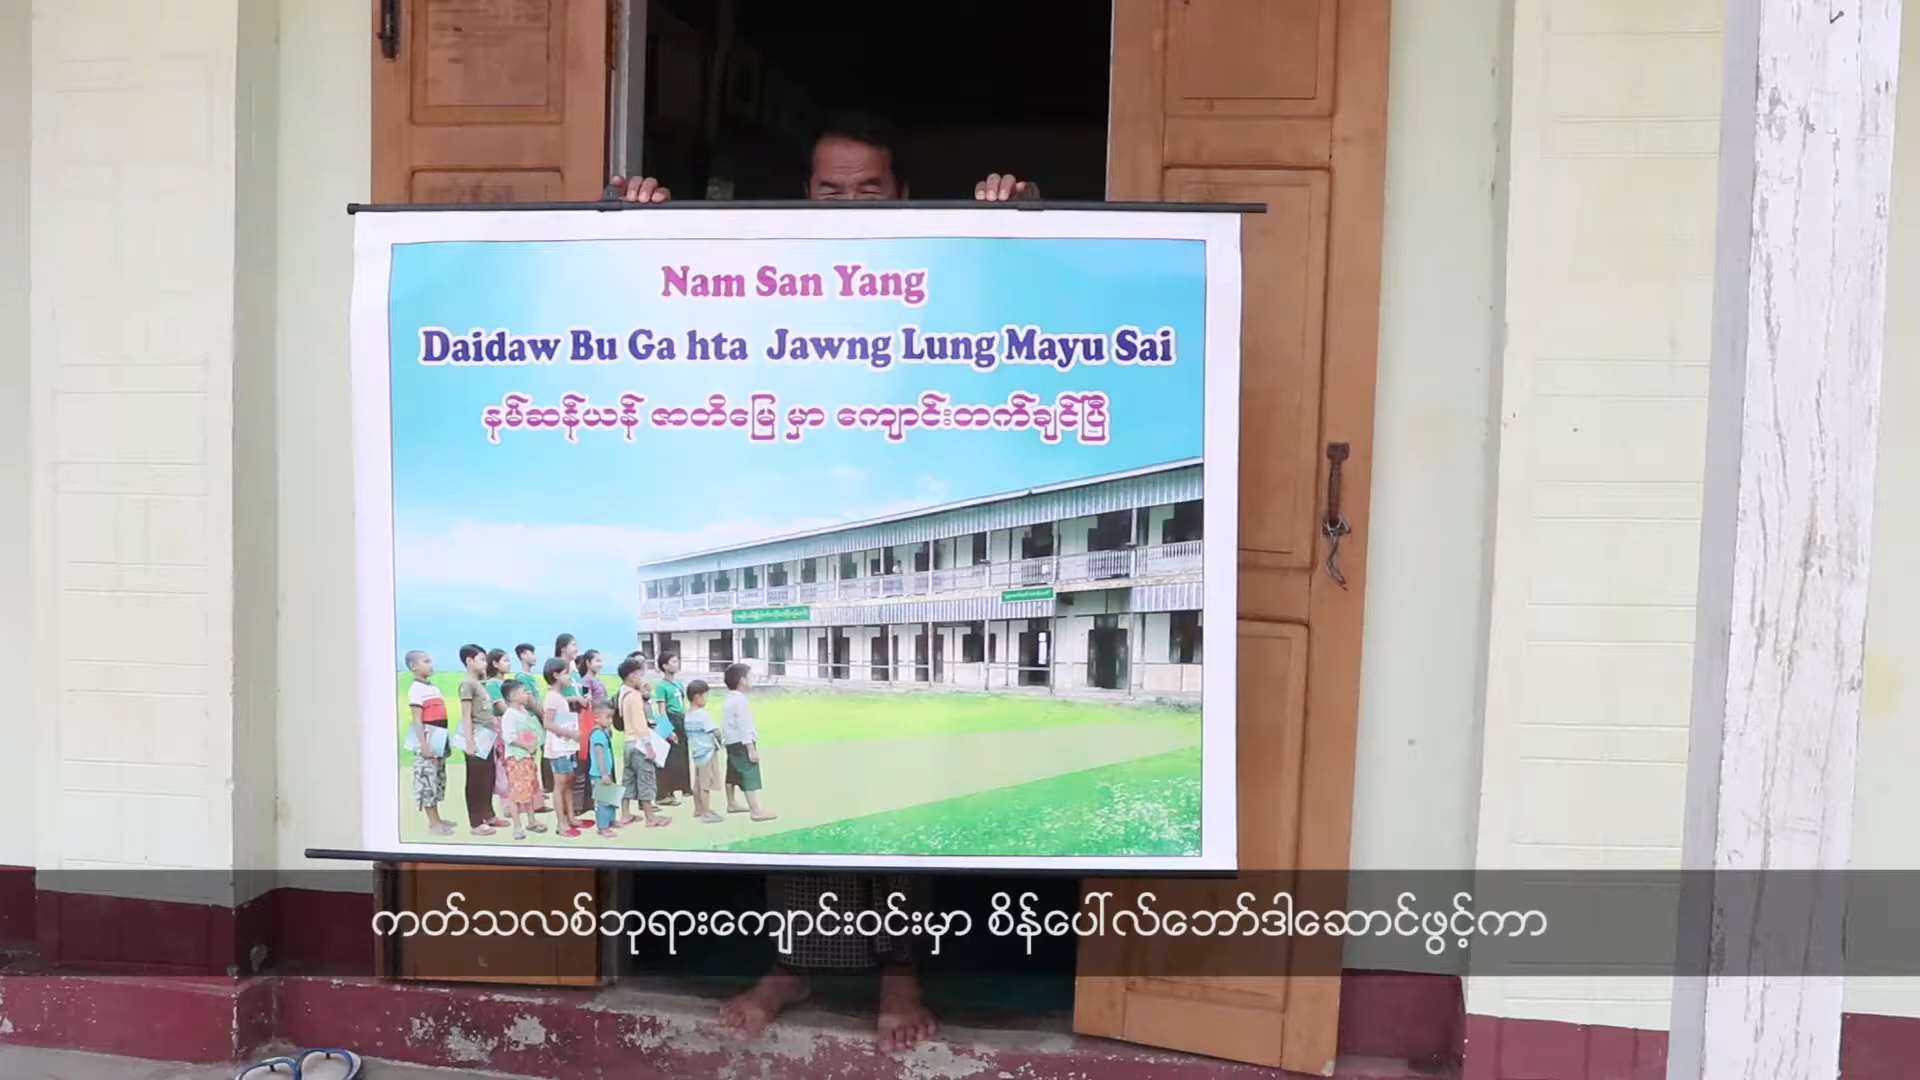 Nam San Yang
Daidaw Bu Ga hta Jawng Lung Mayu Sai
နမ်ဆန်ယန် ဇာတိမြေ မှာ ကျောင်းတက်ချင်ပြီ
ကတ်သလစ်ဘုရားကျောင်းဝင်းမှာ စိန်ပေါ်လ်ဘော်ဒါဆောင်ဖွင့်ကာ